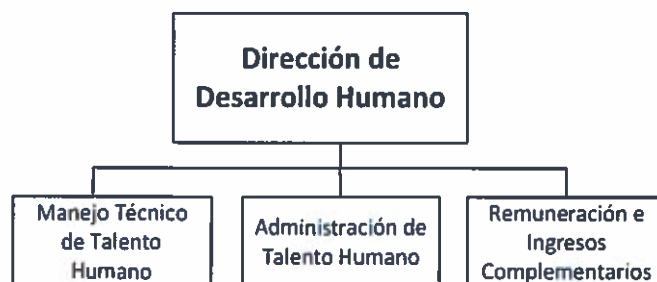 Dirección de
Desarrollo Humano
Manejo Técnico
de Talento
Humano
Administración de
Talento Humano
Remuneración e
Ingresos
Complementarios